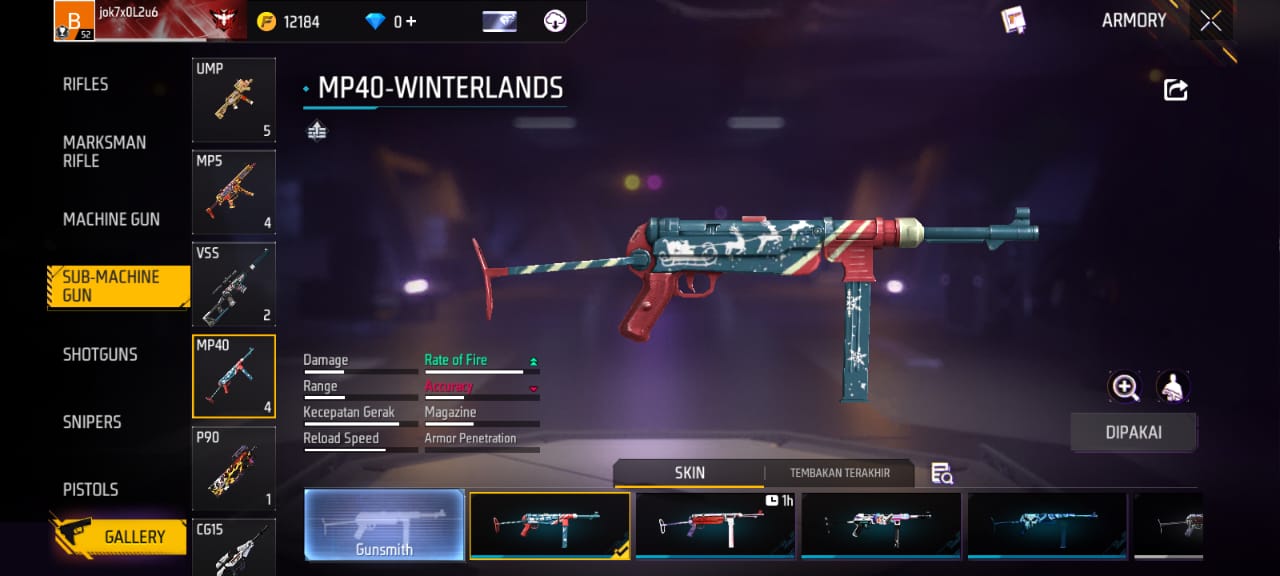 B
52
jok7x0L2u6
12184
0 +
ARMORY
RIFLES
MARKSMAN
RIFLE
MACHINE GUN
SUB-MACHINE
GUN
SHOTGUNS
SNIPERS
PISTOLS
GALLERY
UMP
5
MP5
4
VSS
2
MP40
4
P90
1
CG15
MP40-WINTERLANDS
Damage
Rate of Fire
Range
Accuracy
Kecepatan Gerak
Magazine
Reload Speed
Armor Penetration
DIPAKAI
SKIN
TEMBAKAN TERAKHIR
Gunsmith
1h